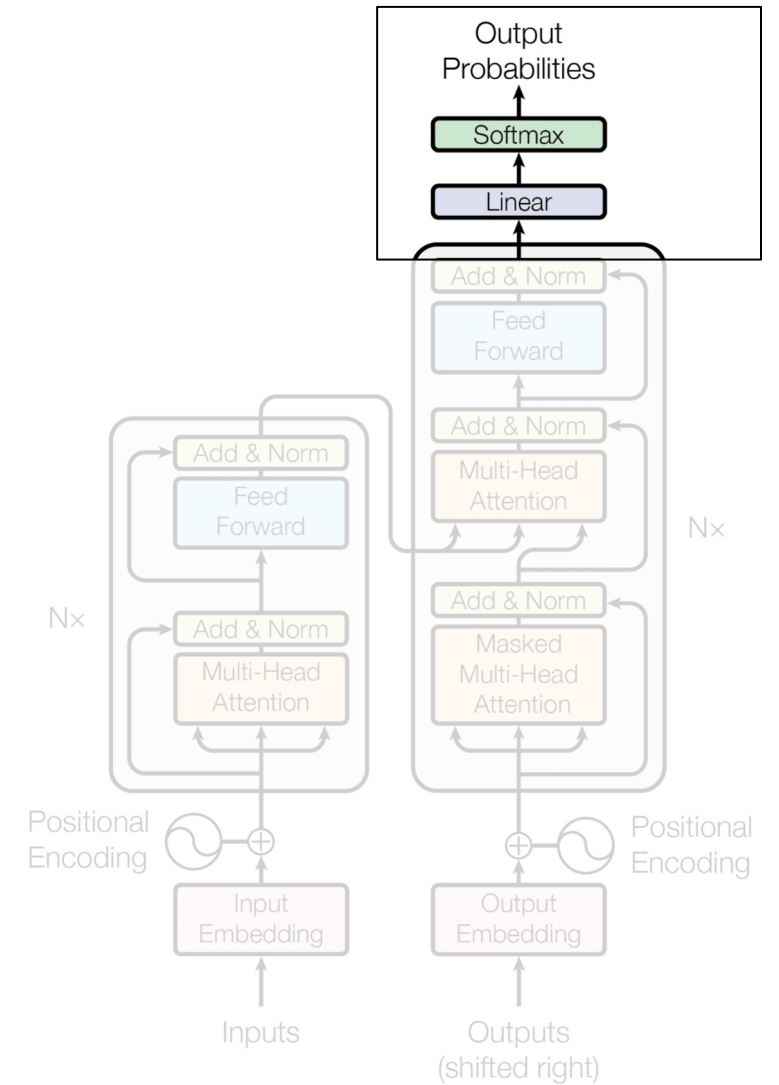 Output
Probabilities
Softmax
Linear
Add & Norm
Feed
Forward
Add & Norm
Multi-Head
Attention
Add & Norm
Masked
Multi-Head
Attention
N×
Add & Norm
Feed
Forward
Add & Norm
Multi-Head
Attention
N×
Positional
Encoding
Positional
Encoding
Input
Embedding
Output
Embedding
Inputs
Outputs
(shifted right)